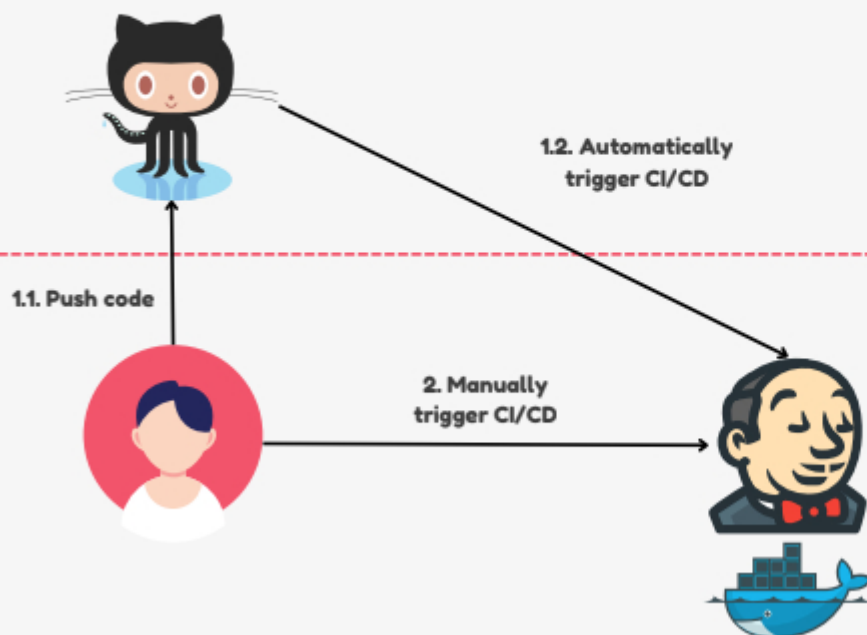 1.2. Automatically
trigger CI/CD
1.1. Push code
2. Manually
trigger CI/CD